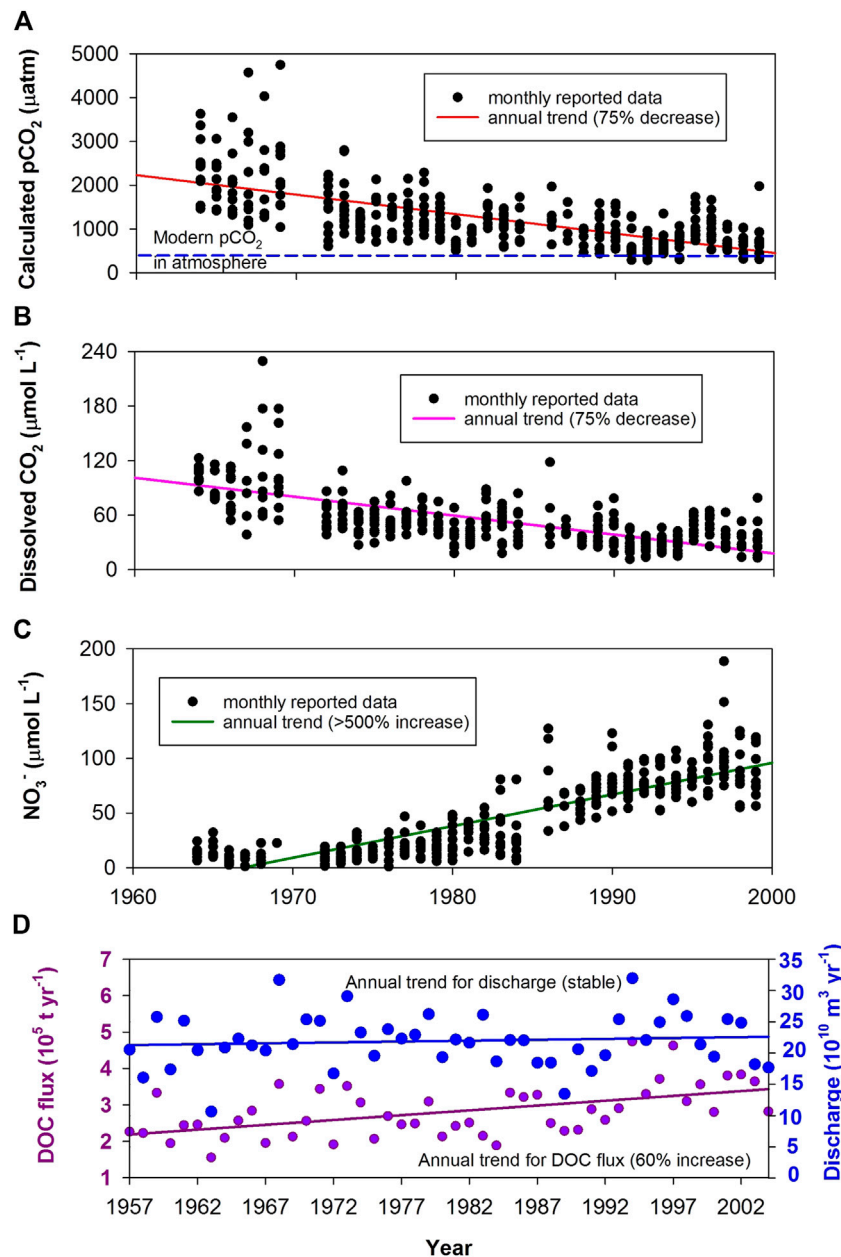 A
Calculated pCO₂ (µatm)
5000
4000
3000
2000
1000
0
monthly reported data
annual trend (75% decrease)
Modern pCO₂
in atmosphere
B
Dissolved CO₂ (µmol L⁻¹)
240
180
120
60
0
monthly reported data
annual trend (75% decrease)
C
NO₃⁻ (µmol L⁻¹)
200
150
100
50
0
monthly reported data
annual trend (>500% increase)
1960 1970 1980 1990 2000
D
DOC flux (10⁵ t yr⁻¹)
7
6
5
4
3
2
1
Annual trend for discharge (stable)
Annual trend for DOC flux (60% increase)
35
30
25
20
15
10
5
0
Discharge (10¹⁰ m³ yr⁻¹)
1957 1962 1967 1972 1977 1982 1987 1992 1997 2002
Year